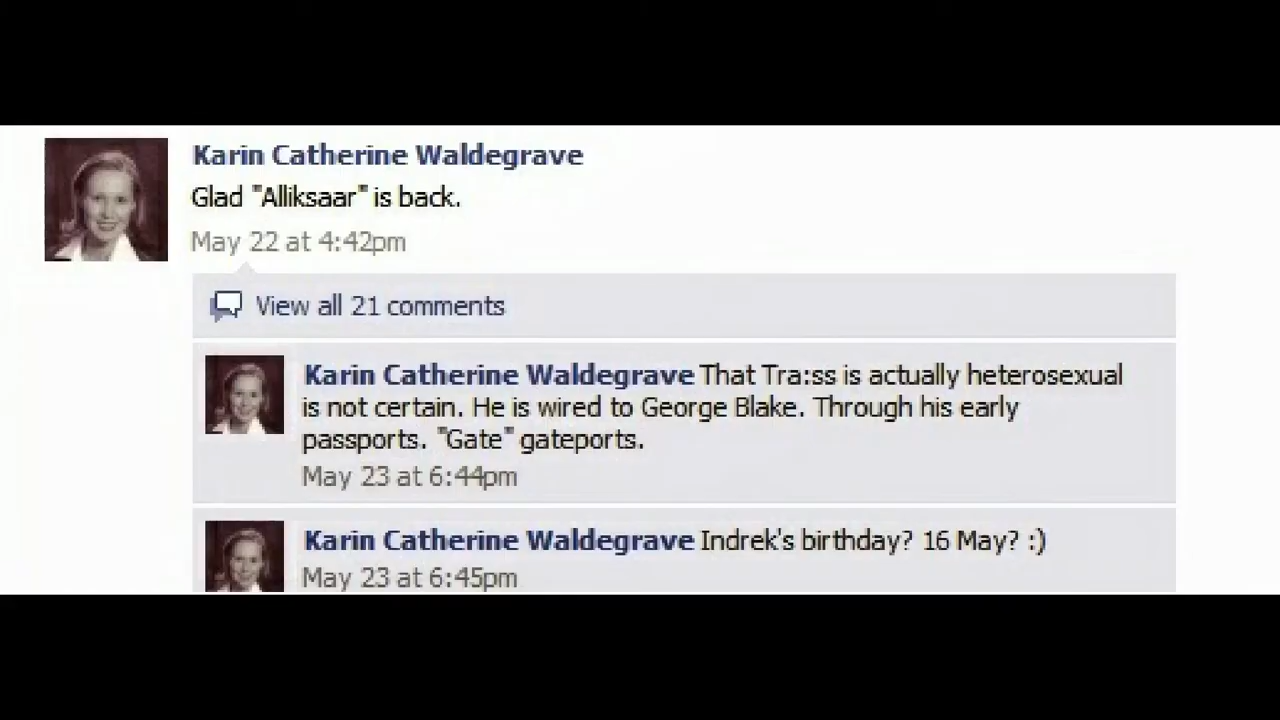 Karin Catherine Waldegrave
Glad "Alliksaar" is back.
May 22 at 4:42pm
View all 21 comments
Karin Catherine Waldegrave That Tra:ss is actually heterosexual
is not certain. He is wired to George Blake. Through his early
passports. "Gate" gateports.
May 23 at 6:44pm
Karin Catherine Waldegrave Indrek's birthday? 16 May? :)
May 23 at 6:45pm